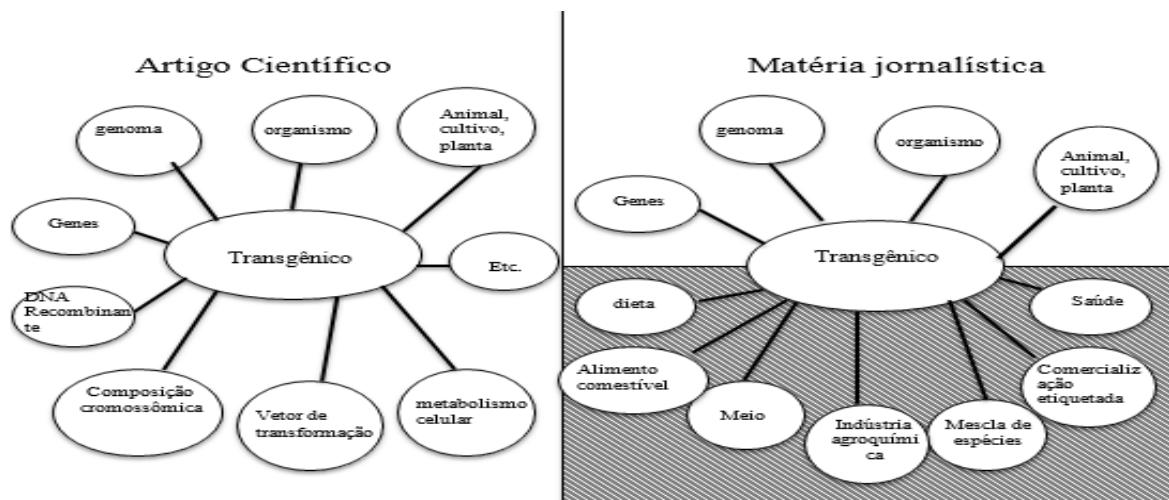 Artigo Científico
genoma
organismo
Animal,
cultivo,
planta
Genes
Transgênico
Etc.
DNA
Recombinan
te
Composição
cromossômica
Vetor de
transformação
metabolismo
celular
Matéria jornalística
genoma
organismo
Animal,
cultivo,
planta
Genes
Transgênico
dieta
Saúde
Alimento
comestível
Meio
Indústria
agroquími
ca
Mescla de
espécies
Comercializ
ação
etiquetada